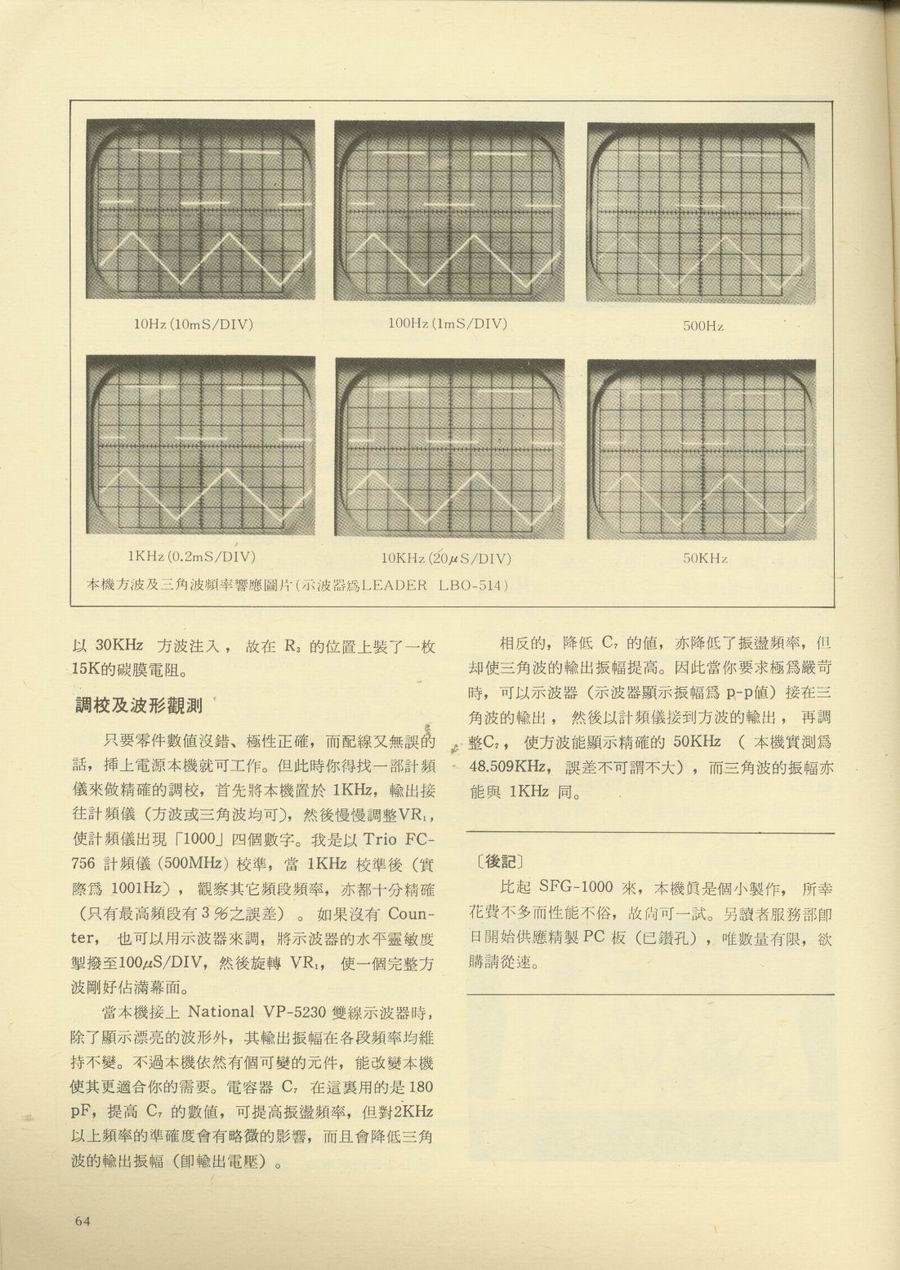 10Hz (10mS/DIV)
100Hz (1mS/DIV)
500Hz
1KHz (0.2mS/DIV)
10KHz (20μS/DIV)
50KHz
本機方波及三角波頻率響應圖片(示波器爲LEADER LBO-514)
以 30KHz 方波注入，故在 R₂ 的位置上裝了一枚
15K的碳膜電阻。
調校及波形觀測
只要零件數值沒錯、極性正確，而配線又無誤的
話，揷上電源本機就可工作。但此時你得找一部計頻
儀來做精確的調校，首先將本機置於 1KHz，輸出接
往計頻儀（方波或三角波均可），然後慢慢調整VR₁，
使計頻儀出現「1000」四個數字。我是以 Trio FC-
756 計頻儀 (500MHz) 校準，當 1KHz 校準後（實
際爲 1001Hz），觀察其它頻段頻率，亦都十分精確
（只有最高頻段有 3 %之誤差）。如果沒有 Coun-
ter，也可以用示波器來調，將示波器的水平靈敏度
掣撥至100μS/DIV，然後旋轉 VR₁，使一個完整方
波剛好佔滿幕面。
當本機接上 National VP-5230 雙線示波器時，
除了顯示漂亮的波形外，其輸出振幅在各段頻率均維
持不變。不過本機依然有個可變的元件，能改變本機
使其更適合你的需要。電容器 C₇ 在這裏用的是 180
pF，提高 C₇ 的數値，可提高振盪頻率，但對2KHz
以上頻率的準確度會有略微的影響，而且會降低三角
波的輸出振幅（卽輸出電壓）。
相反的，降低 C₇ 的值，亦降低了振盪頻率，但
却使三角波的輸出振幅提高。因此當你要求極爲嚴苛
時，可以示波器（示波器顯示振幅爲 p-p値）接在三
角波的輸出，然後以計頻儀接到方波的輸出，再調
整C₇，使方波能顯示精確的 50KHz （本機實測爲
48.509KHz，誤差不可謂不大），而三角波的振幅亦
能與 1KHz 同。
〔後記〕
比起 SFG-1000 來，本機眞是個小製作，所幸
花費不多而性能不俗，故尙可一試。另讀者服務部卽
日開始供應精製 PC 板（已鑽孔），唯數量有限，欲
購請從速。
64